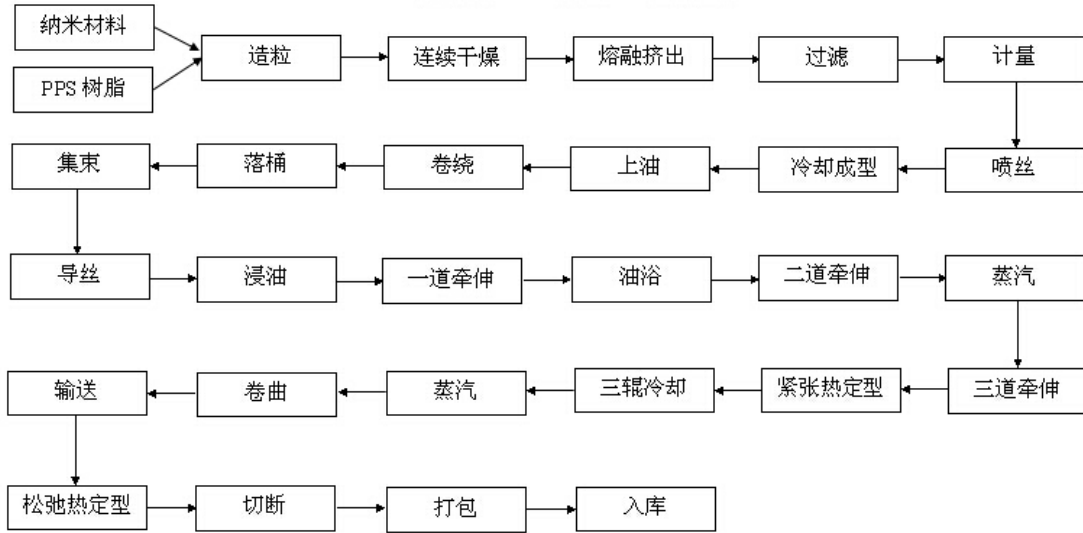 纳米材料
PPS 树脂
造粒
连续干燥
熔融挤出
过滤
计量
喷丝
冷却成型
上油
卷绕
落桶
集束
导丝
浸油
一道牵伸
油浴
二道牵伸
蒸汽
三道牵伸
紧张热定型
三辊冷却
蒸汽
卷曲
输送
松弛热定型
切断
打包
入库